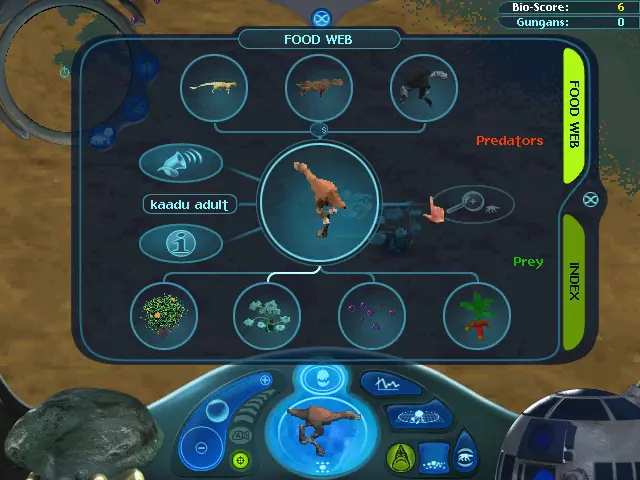 Bio-Score: 6
Gungans: 0
FOOD WEB
FOOD WEB
Predators
kaadu adult
Prey
INDEX